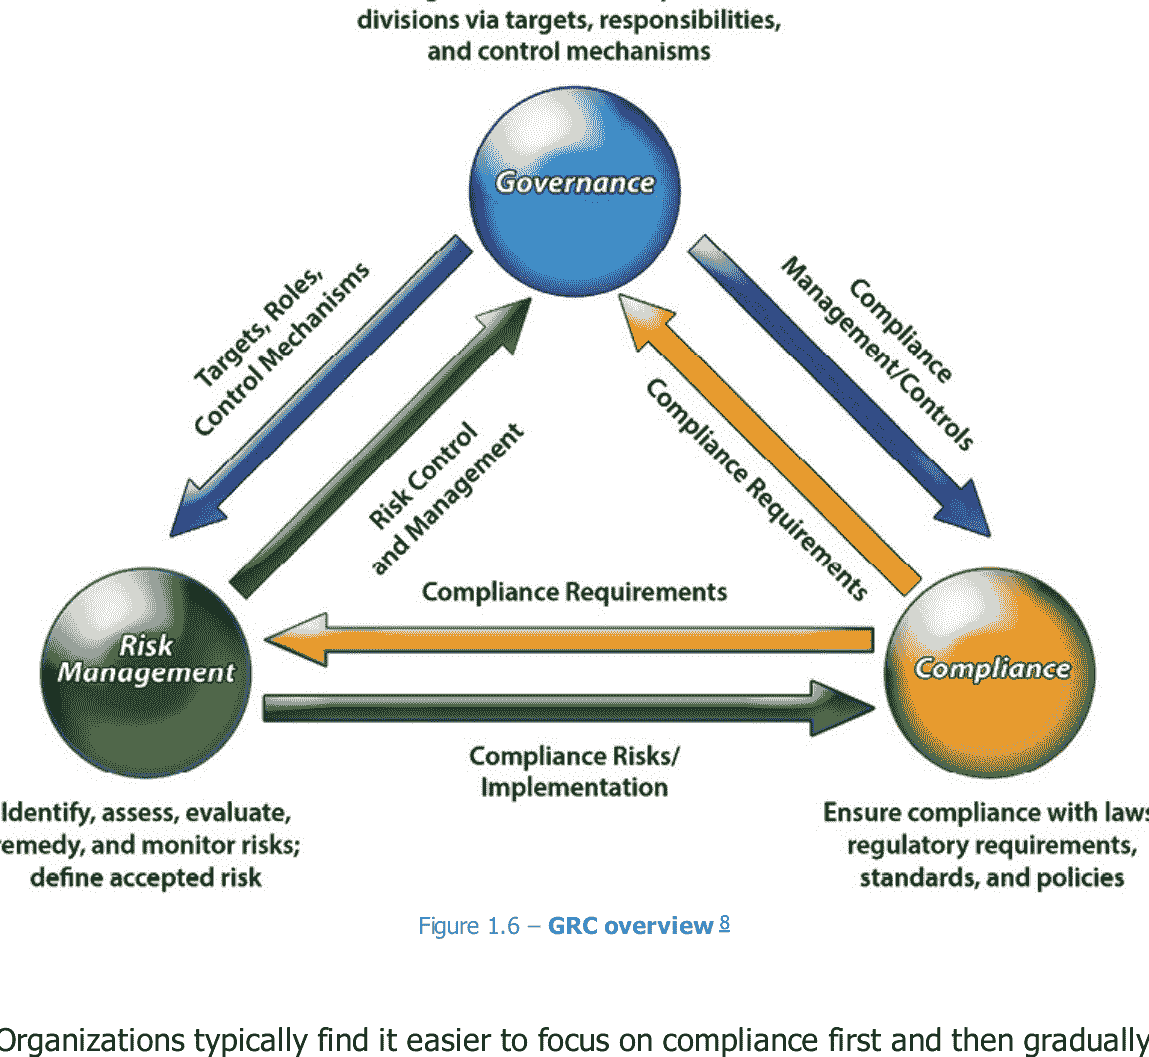 divisions via targets, responsibilities,
and control mechanisms
Governance
Targets, Roles,
Control Mechanisms
Compliance
Management/Controls
Risk Control
and Management
Compliance Requirements
Compliance Requirements
Risk
Management
Compliance
Compliance Risks/
Implementation
Identify, assess, evaluate,
emedy, and monitor risks;
define accepted risk
Ensure compliance with laws
regulatory requirements,
standards, and policies
Figure 1.6 – GRC overview 8
Organizations typically find it easier to focus on compliance first and then gradually